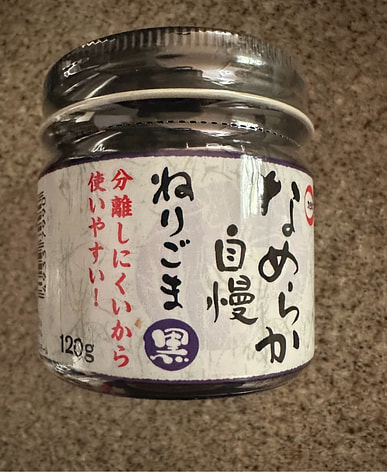 なめらか
自慢
ねりごま
黒
分離しにくいから
使いやすい！
120g